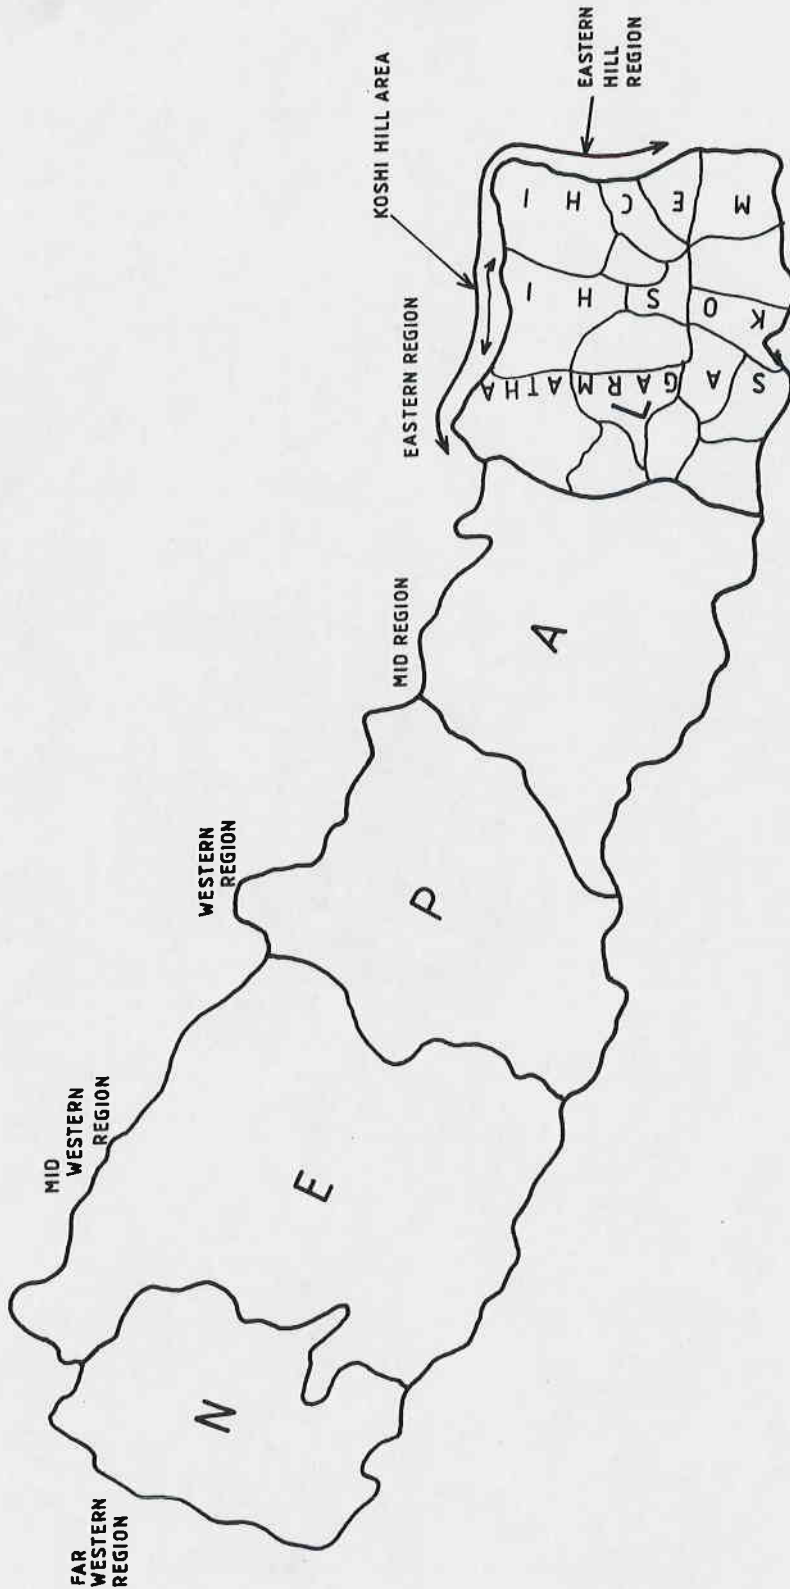 FAR
WESTERN
REGION
MID
WESTERN
REGION
WESTERN
REGION
MID REGION
EASTERN REGION
KOSHI HILL AREA
EASTERN
HILL
REGION
N E P A L
SAGARMATHA
KOSHI
MECHI